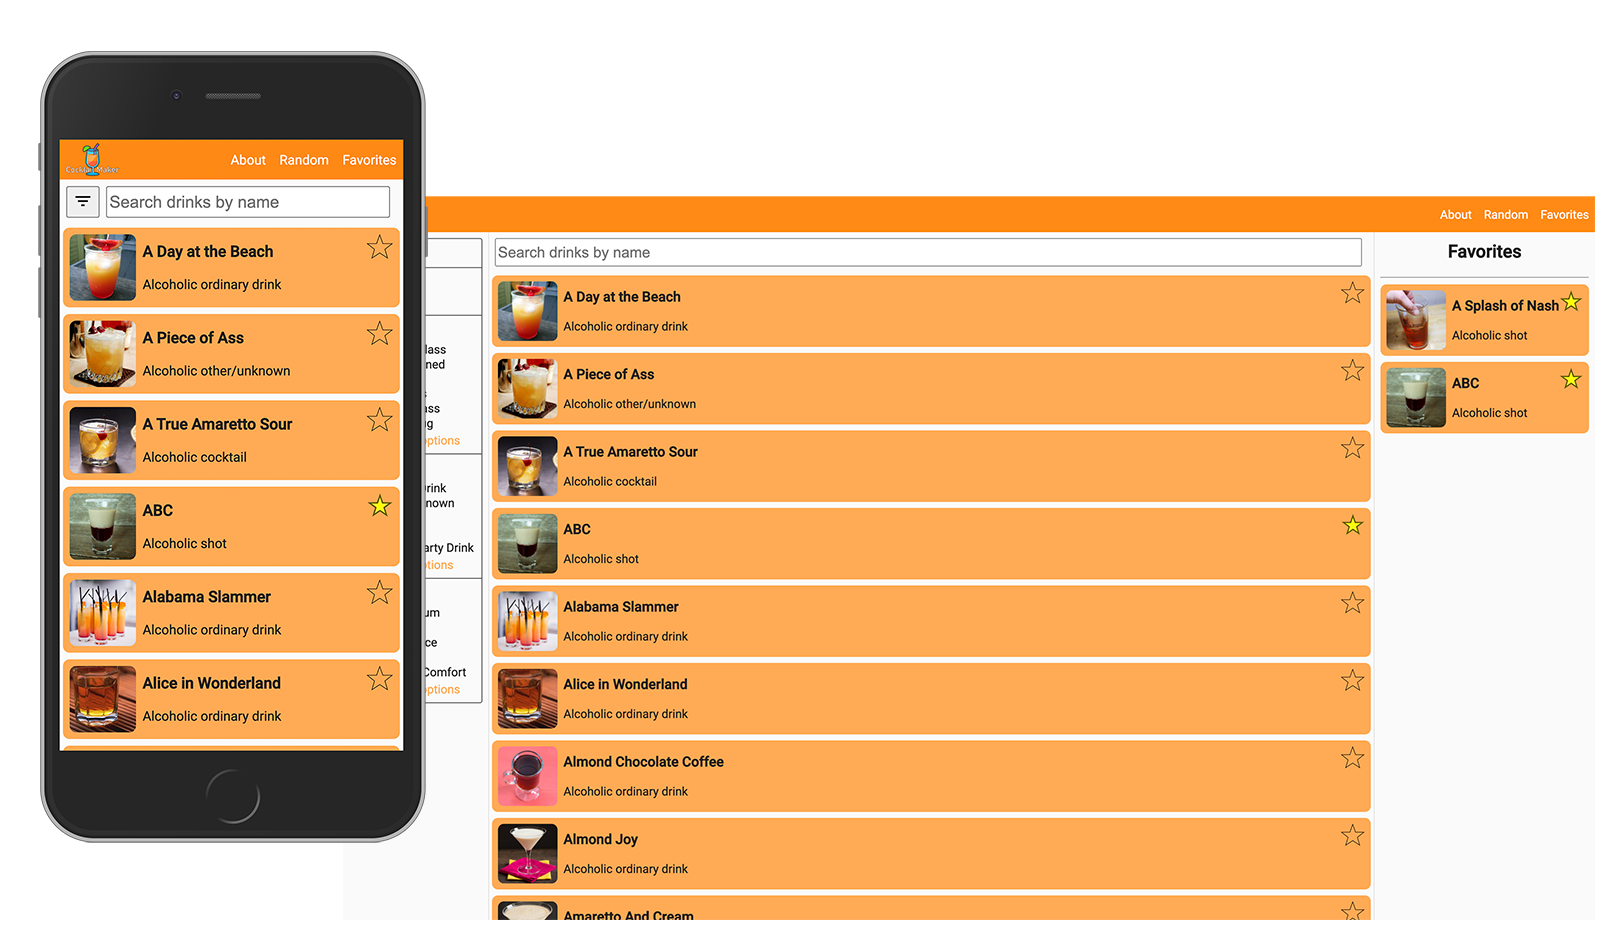 Cocktail Maker
About Random Favorites
Search drinks by name
A Day at the Beach
Alcoholic ordinary drink
A Piece of Ass
Alcoholic other/unknown
A True Amaretto Sour
Alcoholic cocktail
ABC
Alcoholic shot
Alabama Slammer
Alcoholic ordinary drink
Alice in Wonderland
Alcoholic ordinary drink
About Random Favorites
lass
ned
ass
g
options
rink
nown
arty Drink
tions
um
ce
Comfort
options
Search drinks by name
A Day at the Beach
Alcoholic ordinary drink
A Piece of Ass
Alcoholic other/unknown
A True Amaretto Sour
Alcoholic cocktail
ABC
Alcoholic shot
Alabama Slammer
Alcoholic ordinary drink
Alice in Wonderland
Alcoholic ordinary drink
Almond Chocolate Coffee
Alcoholic ordinary drink
Almond Joy
Alcoholic ordinary drink
Amaretto And Cream
Favorites
A Splash of Nash
Alcoholic shot
ABC
Alcoholic shot